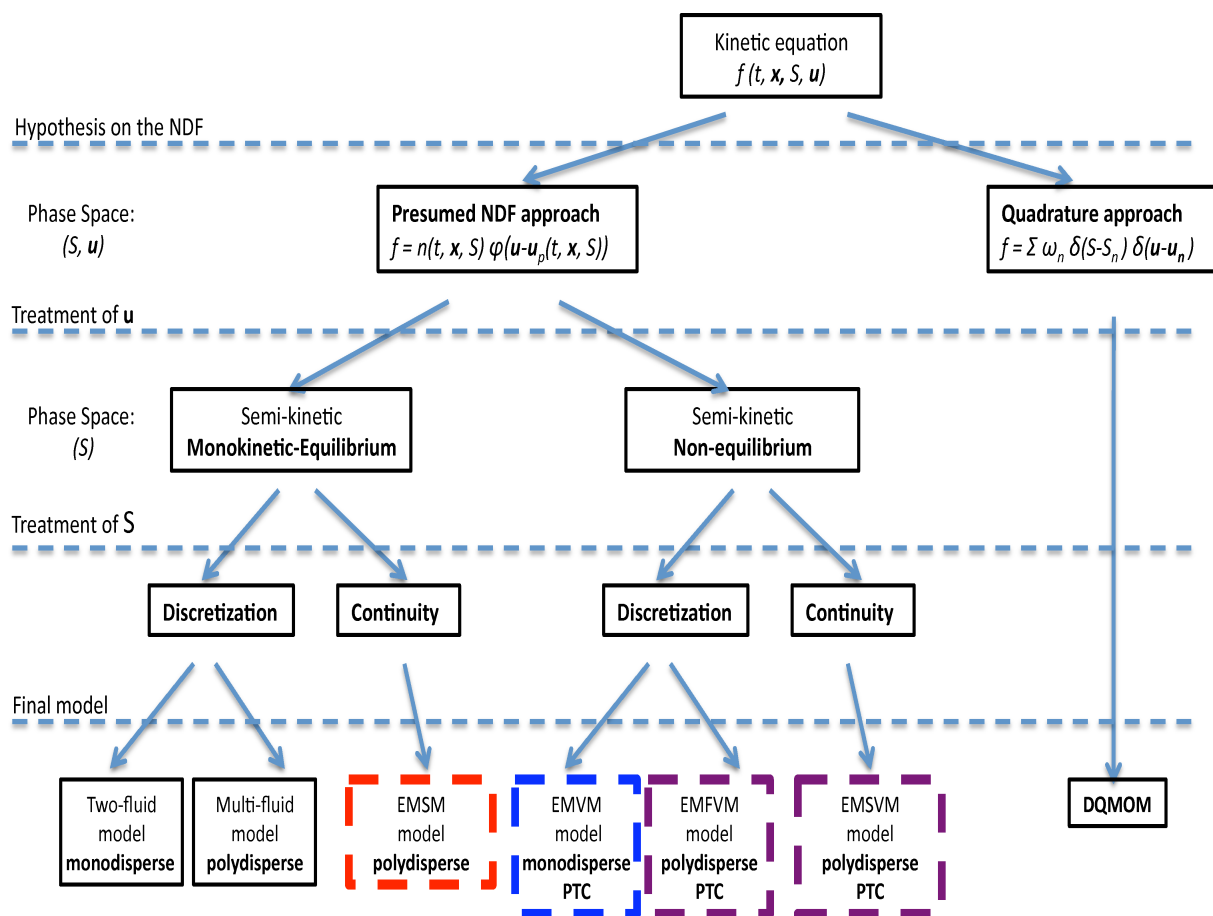 Kinetic equation
f (t, x, S, u)
Hypothesis on the NDF
Phase Space:
(S, u)
Presumed NDF approach
f = n(t, x, S) φ(u-up(t, x, S))
Quadrature approach
f = Σ ωn δ(S-Sn) δ(u-un)
Treatment of u
Phase Space:
(S)
Semi-kinetic
Monokinetic-Equilibrium
Semi-kinetic
Non-equilibrium
Treatment of S
Discretization
Continuity
Discretization
Continuity
Final model
Two-fluid
model
monodisperse
Multi-fluid
model
polydisperse
EMSM
model
polydisperse
EMVM
model
monodisperse
PTC
EMFVM
model
polydisperse
PTC
EMSVM
model
polydisperse
PTC
DQMOM